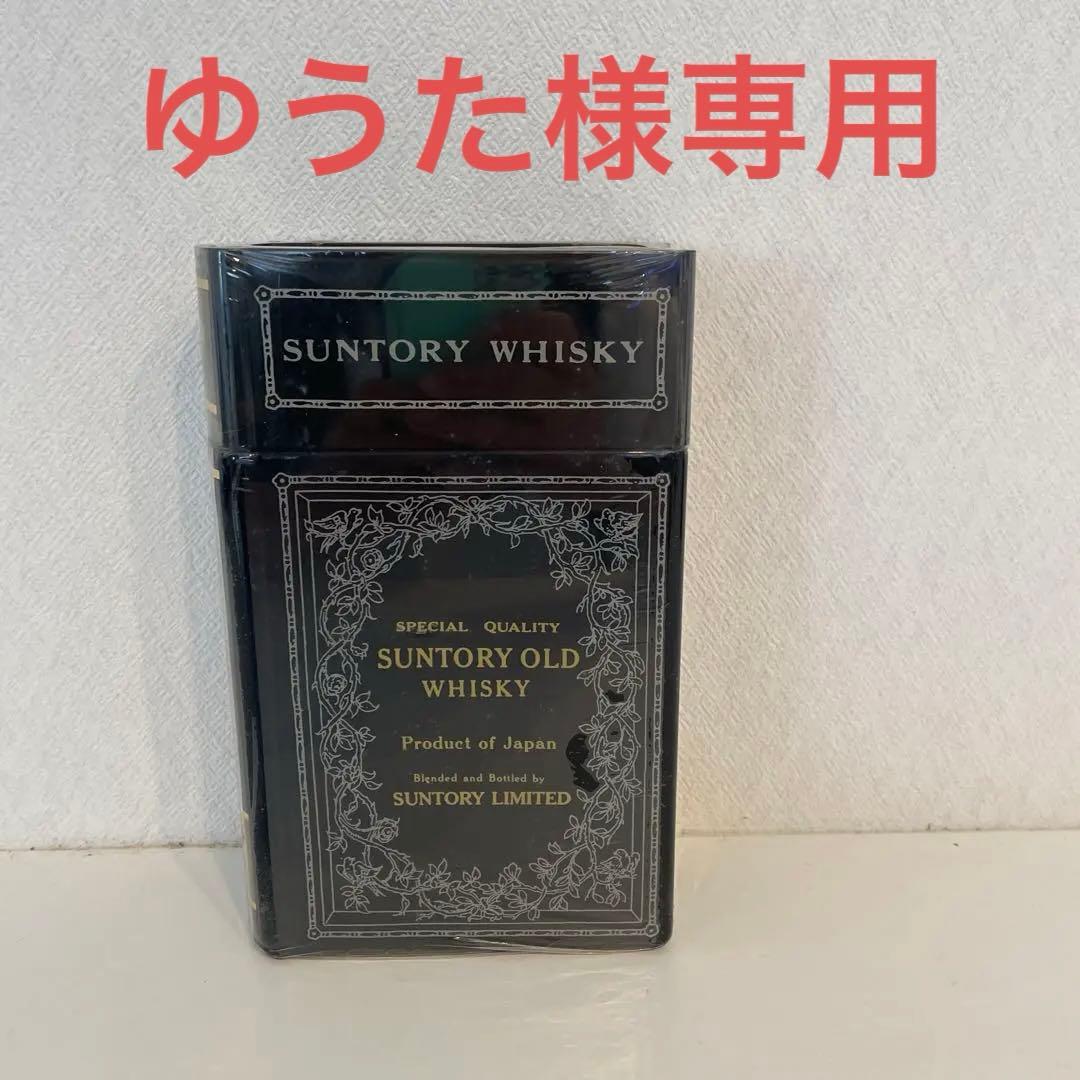 ゆうた様専用
SUNTORY WHISKY
SPECIAL QUALITY
SUNTORY OLD
WHISKY
Product of Japan
Blended and Bottled by
SUNTORY LIMITED